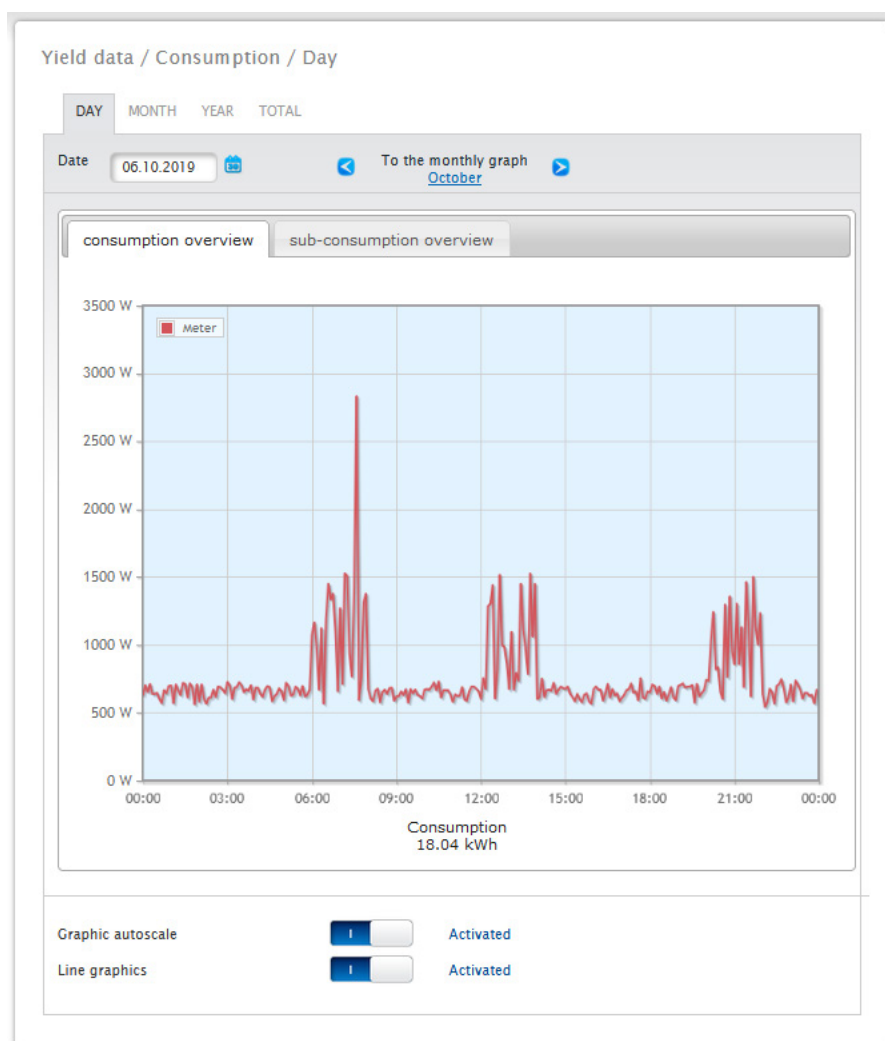 Yield data / Consumption / Day
DAY MONTH YEAR TOTAL
Date 06.10.2019 30 To the monthly graph
October
consumption overview sub-consumption overview
3500 W
Meter
3000 W
2500 W
2000 W
1500 W
1000 W
500 W
0 W
00:00 03:00 06:00 09:00 12:00 15:00 18:00 21:00 00:00
Consumption
18.04 kWh
Graphic autoscale I Activated
Line graphics I Activated